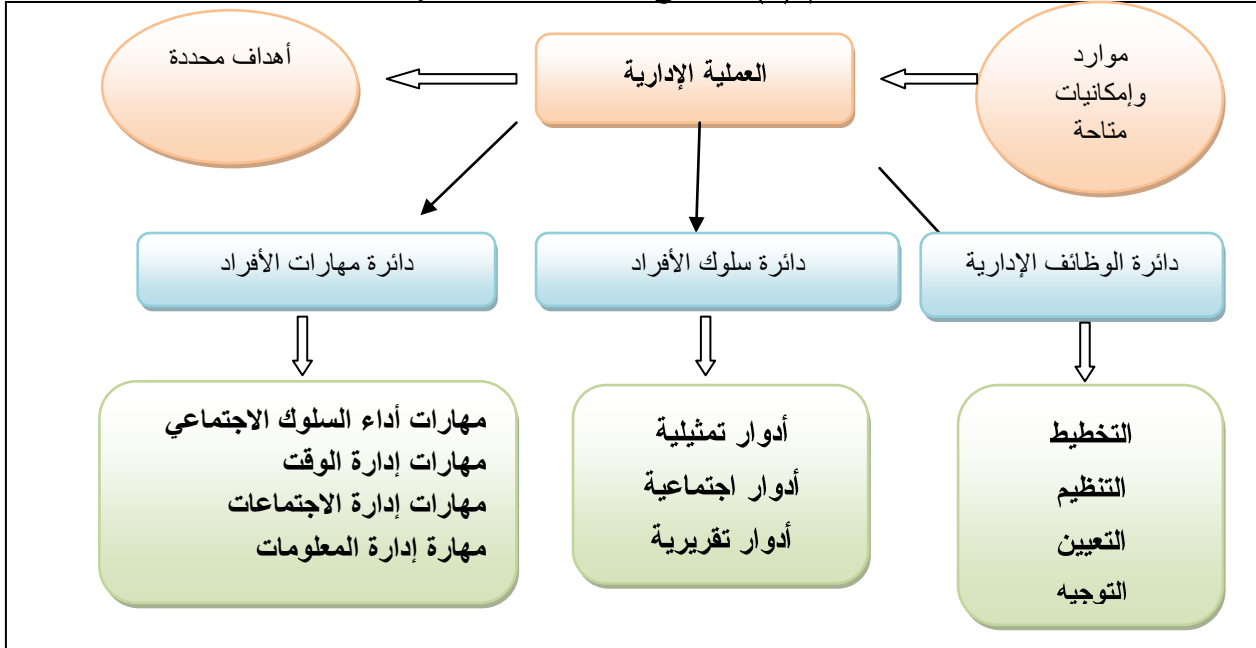 موارد
وإمكانيات
متاحة
العملية الإدارية
أهداف محددة
دائرة الوظائف الإدارية
دائرة سلوك الأفراد
دائرة مهارات الأفراد
التخطيط
التنظيم
التعيين
التوجيه
أدوار تمثيلية
أدوار اجتماعية
أدوار تقريرية
مهارات أداء السلوك الاجتماعي
مهارات إدارة الوقت
مهارات إدارة الاجتماعات
مهارة إدارة المعلومات